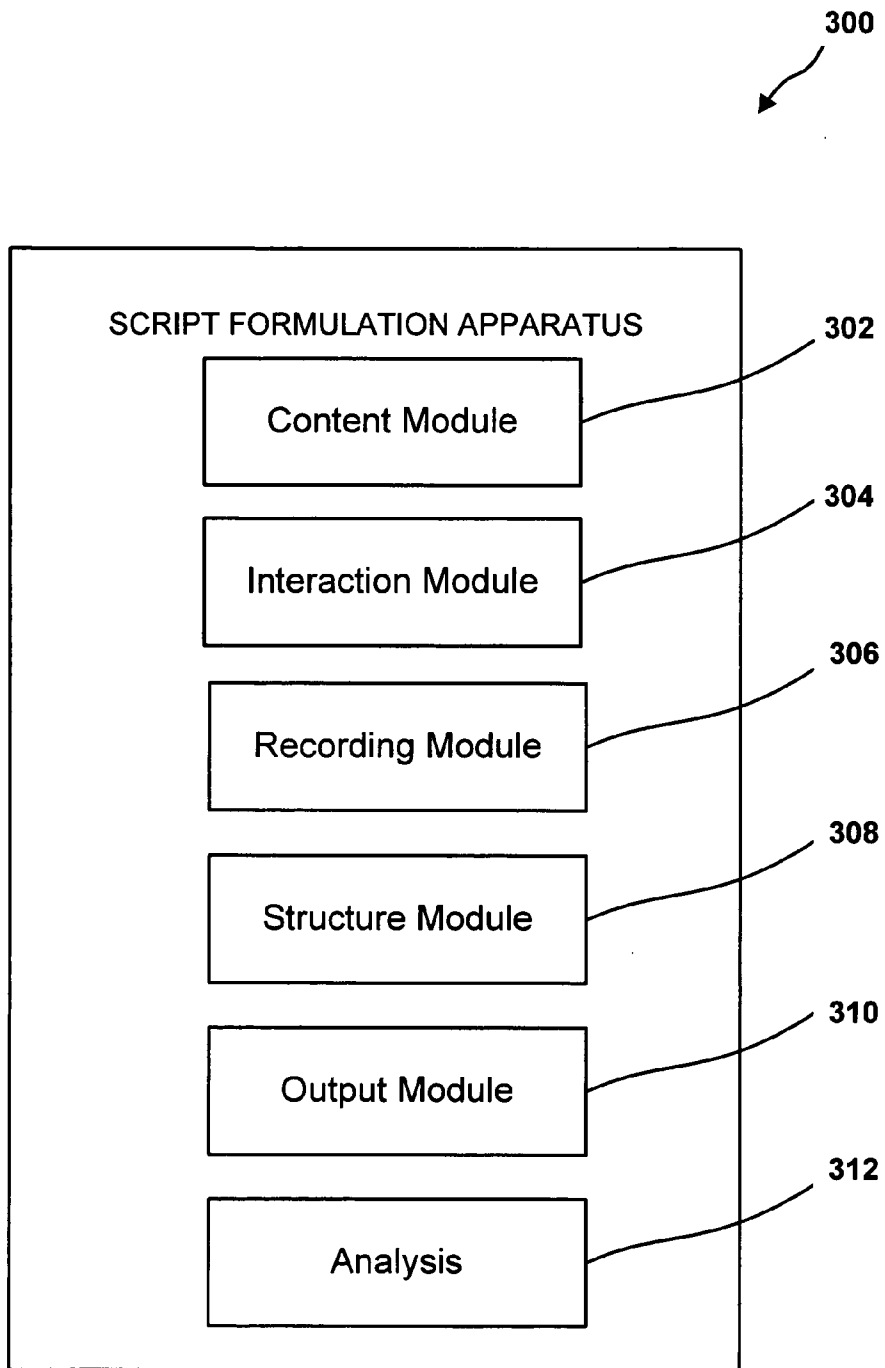 300
SCRIPT FORMULATION APPARATUS
302
Content Module
304
Interaction Module
306
Recording Module
308
Structure Module
310
Output Module
312
Analysis